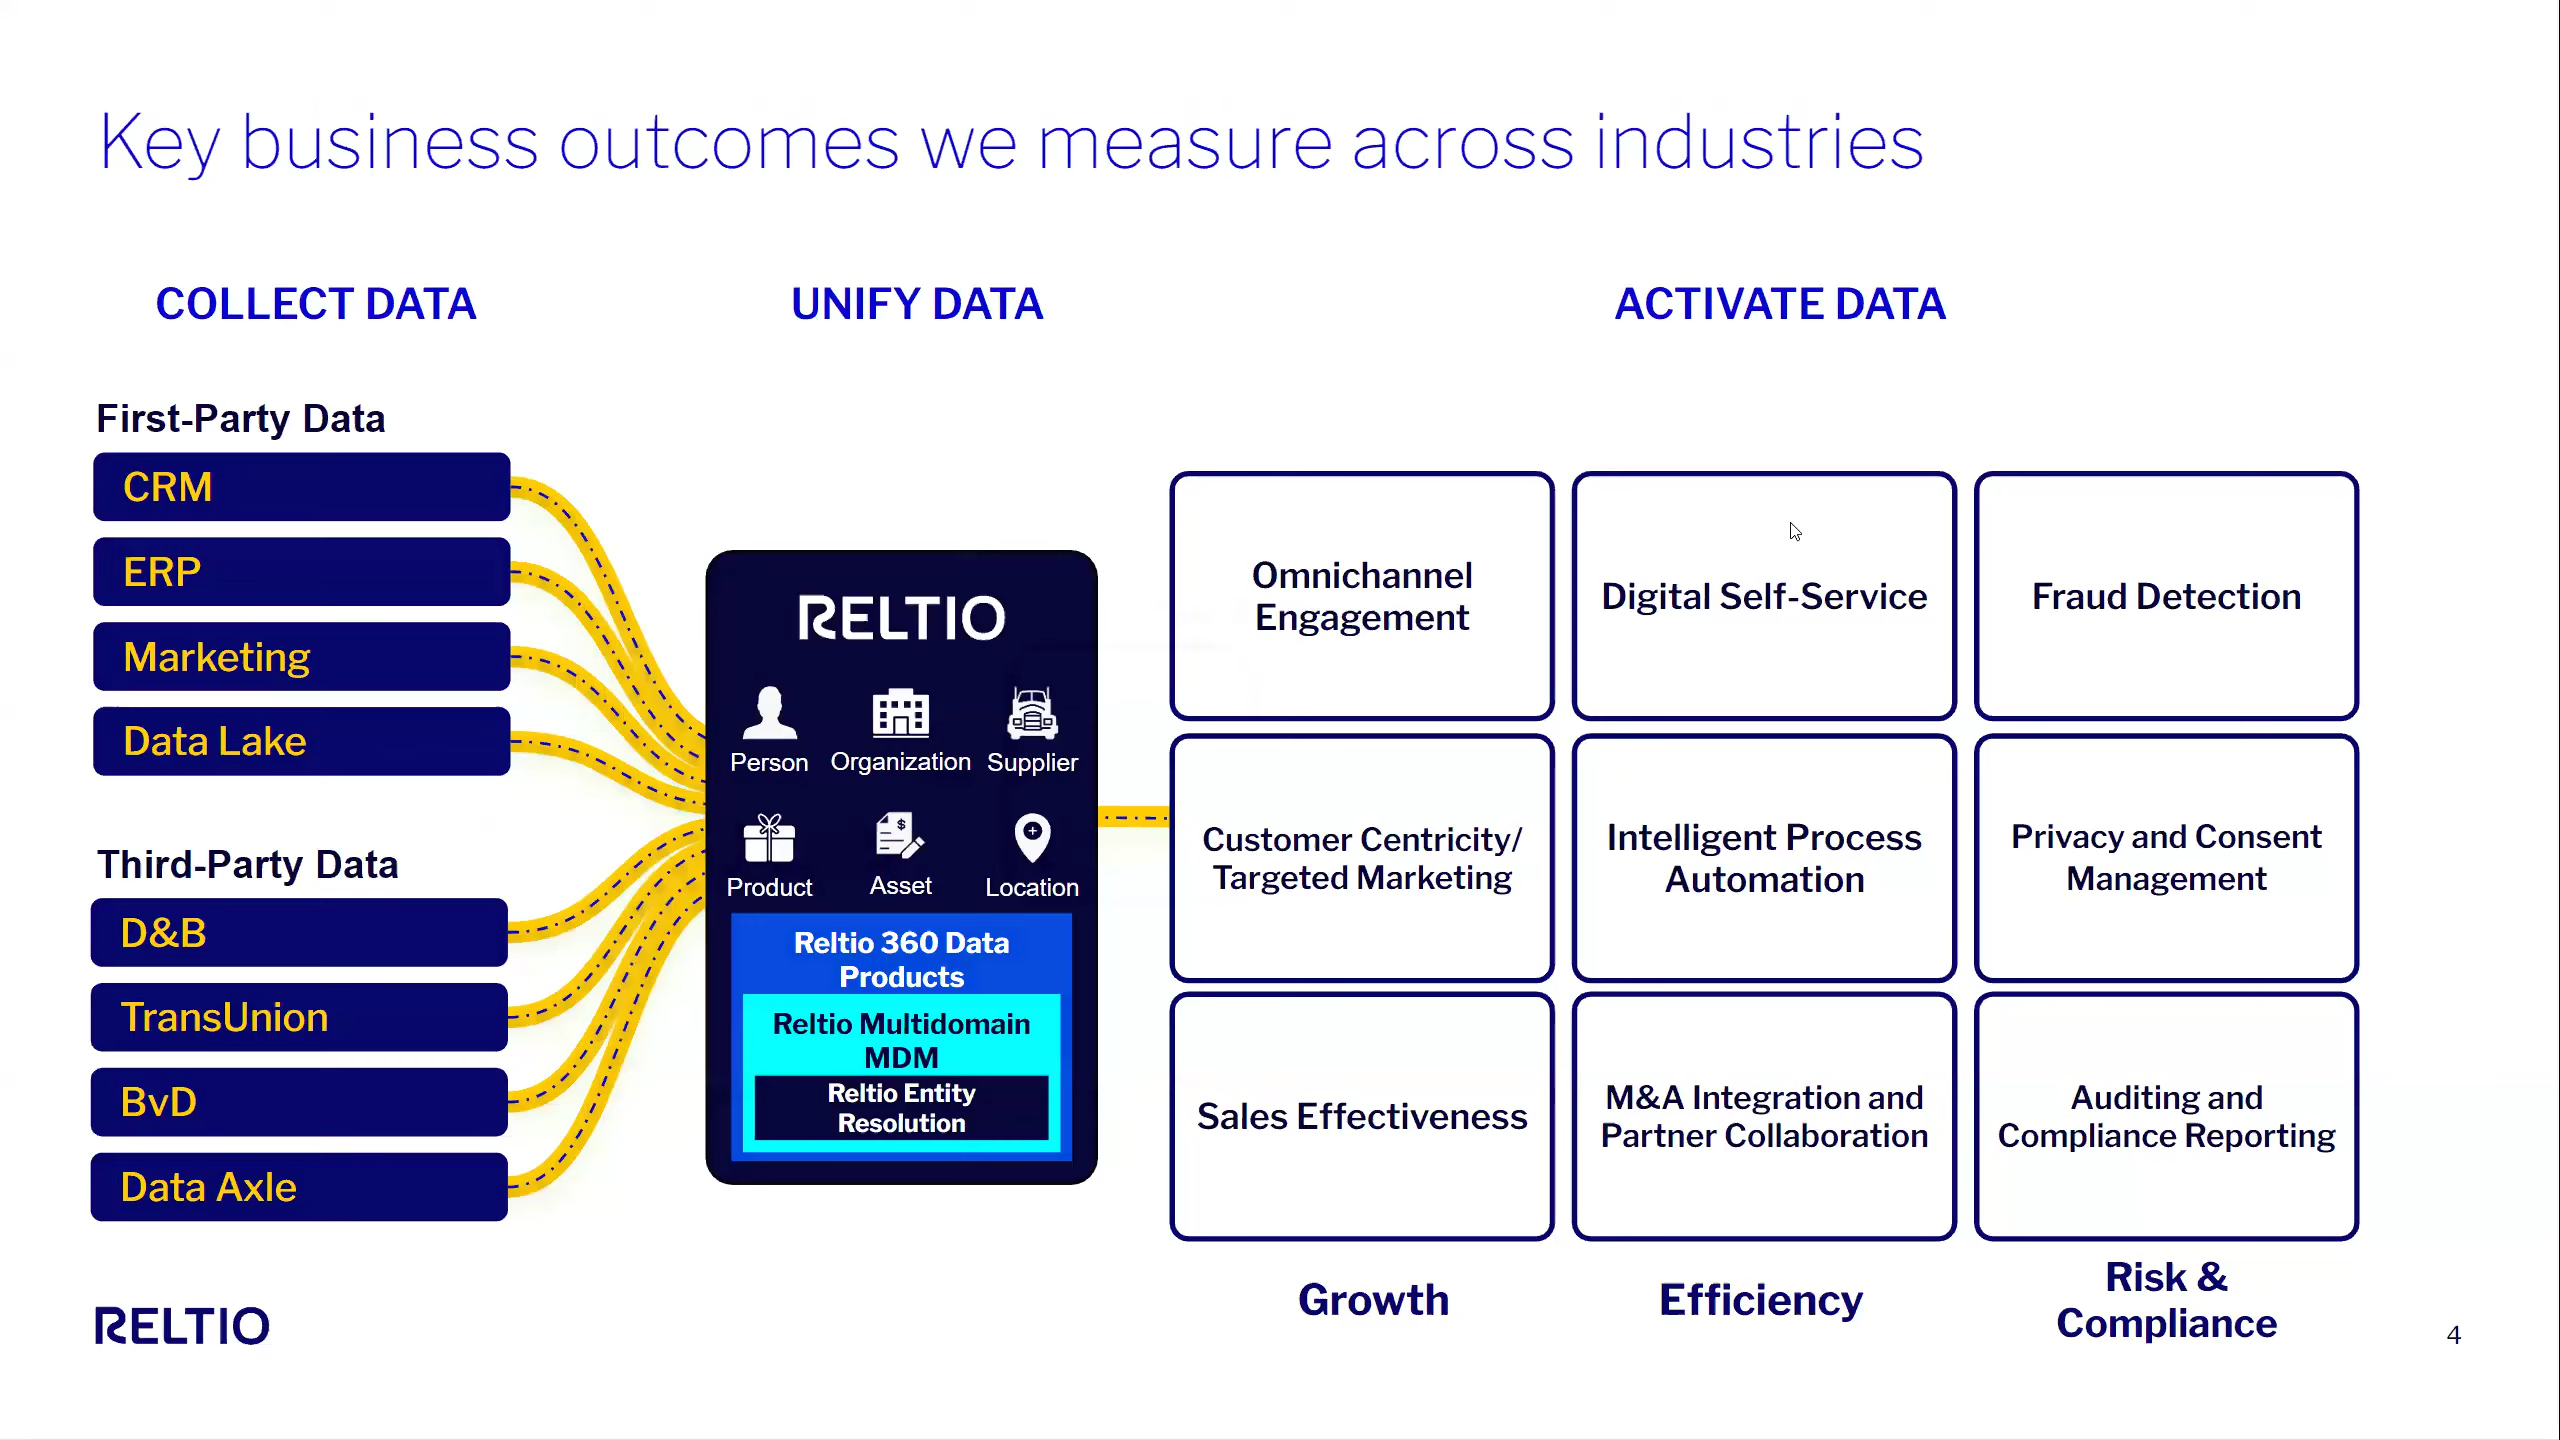 Key business outcomes we measure across industries
COLLECT DATA
UNIFY DATA
ACTIVATE DATA
First-Party Data
CRM
ERP
Marketing
Data Lake
Third-Party Data
D&B
TransUnion
BvD
Data Axle
RELTIO
Person
Organization
Supplier
Product
Asset
Location
Reltio 360 Data
Products
Reltio Multidomain
MDM
Reltio Entity
Resolution
Omnichannel
Engagement
Digital Self-Service
Fraud Detection
Customer Centricity/
Targeted Marketing
Intelligent Process
Automation
Privacy and Consent
Management
Sales Effectiveness
M&A Integration and
Partner Collaboration
Auditing and
Compliance Reporting
Growth
Efficiency
Risk &
Compliance
RELTIO
4